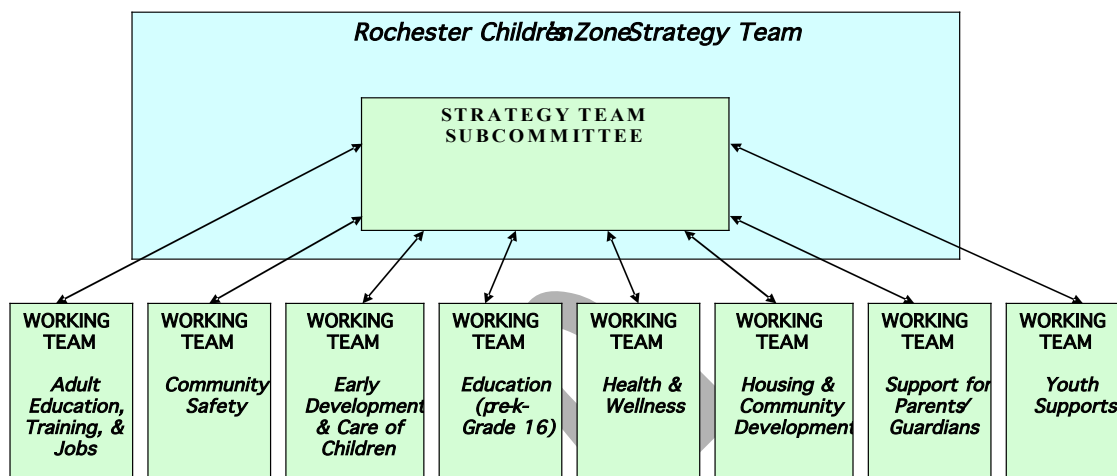 Rochester Children's Zone Strategy Team
STRATEGY TEAM
SUBCOMMITTEE
WORKING
TEAM
Adult
Education,
Training, &
Jobs
WORKING
TEAM
Community
Safety
WORKING
TEAM
Early
Development
& Care of
Children
WORKING
TEAM
Education
(pre-k-
Grade 16)
WORKING
TEAM
Health &
Wellness
WORKING
TEAM
Housing &
Community
Development
WORKING
TEAM
Support for
Parents/
Guardians
WORKING
TEAM
Youth
Supports